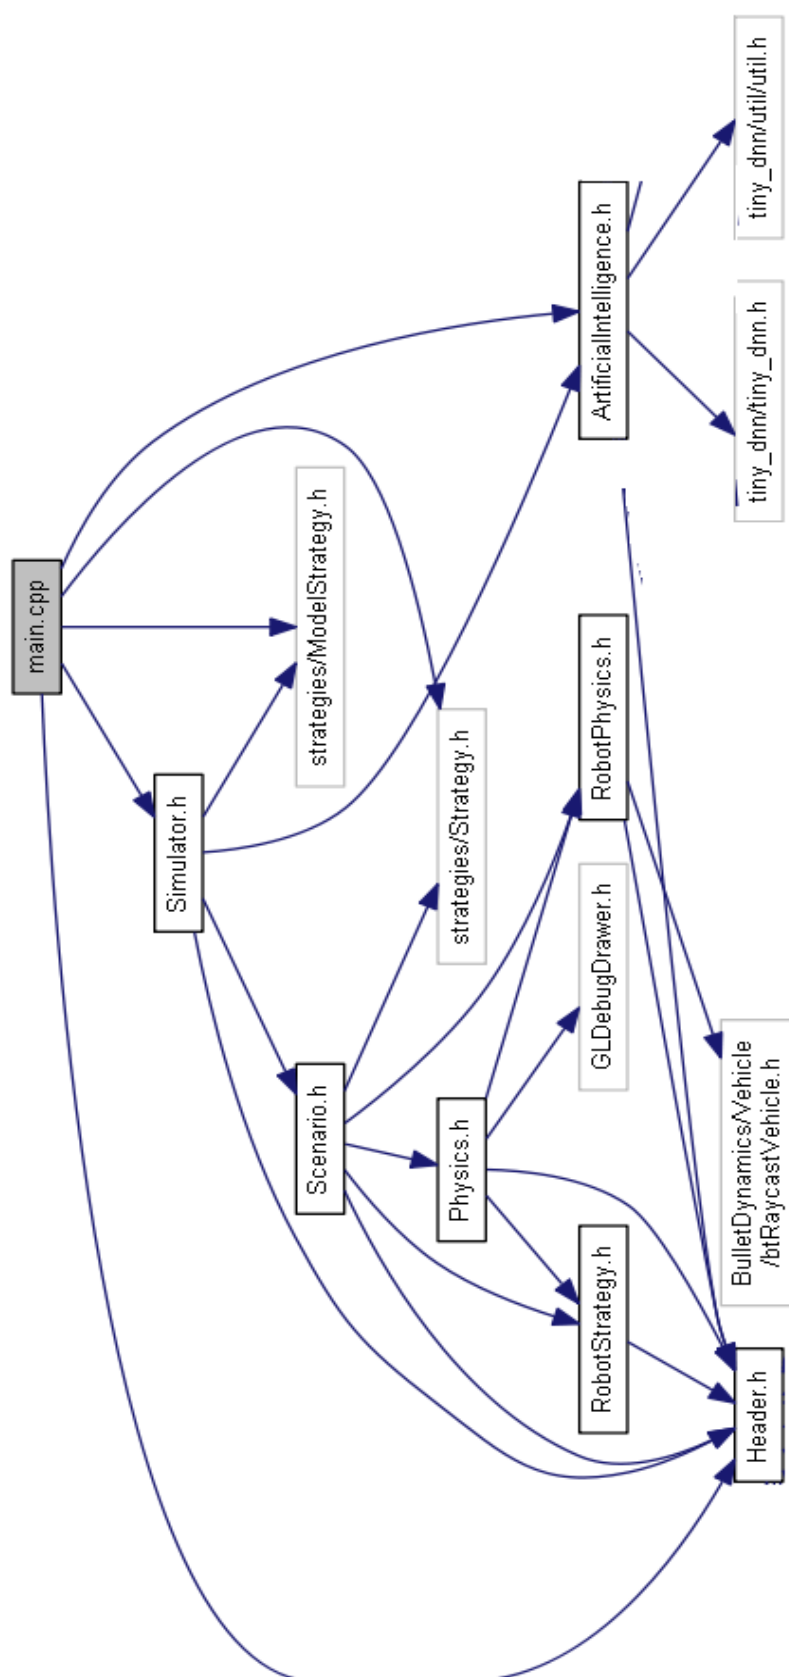 main.cpp
Simulator.h
strategies/ModelStrategy.h
Scenario.h
strategies/Strategy.h
Physics.h
ArtificialIntelligence.h
RobotPhysics.h
GLDebugDrawer.h
RobotStrategy.h
tiny_dnn/util/util.h
tiny_dnn/tiny_dnn.h
BulletDynamics/Vehicle
/btRaycastVehicle.h
Header.h